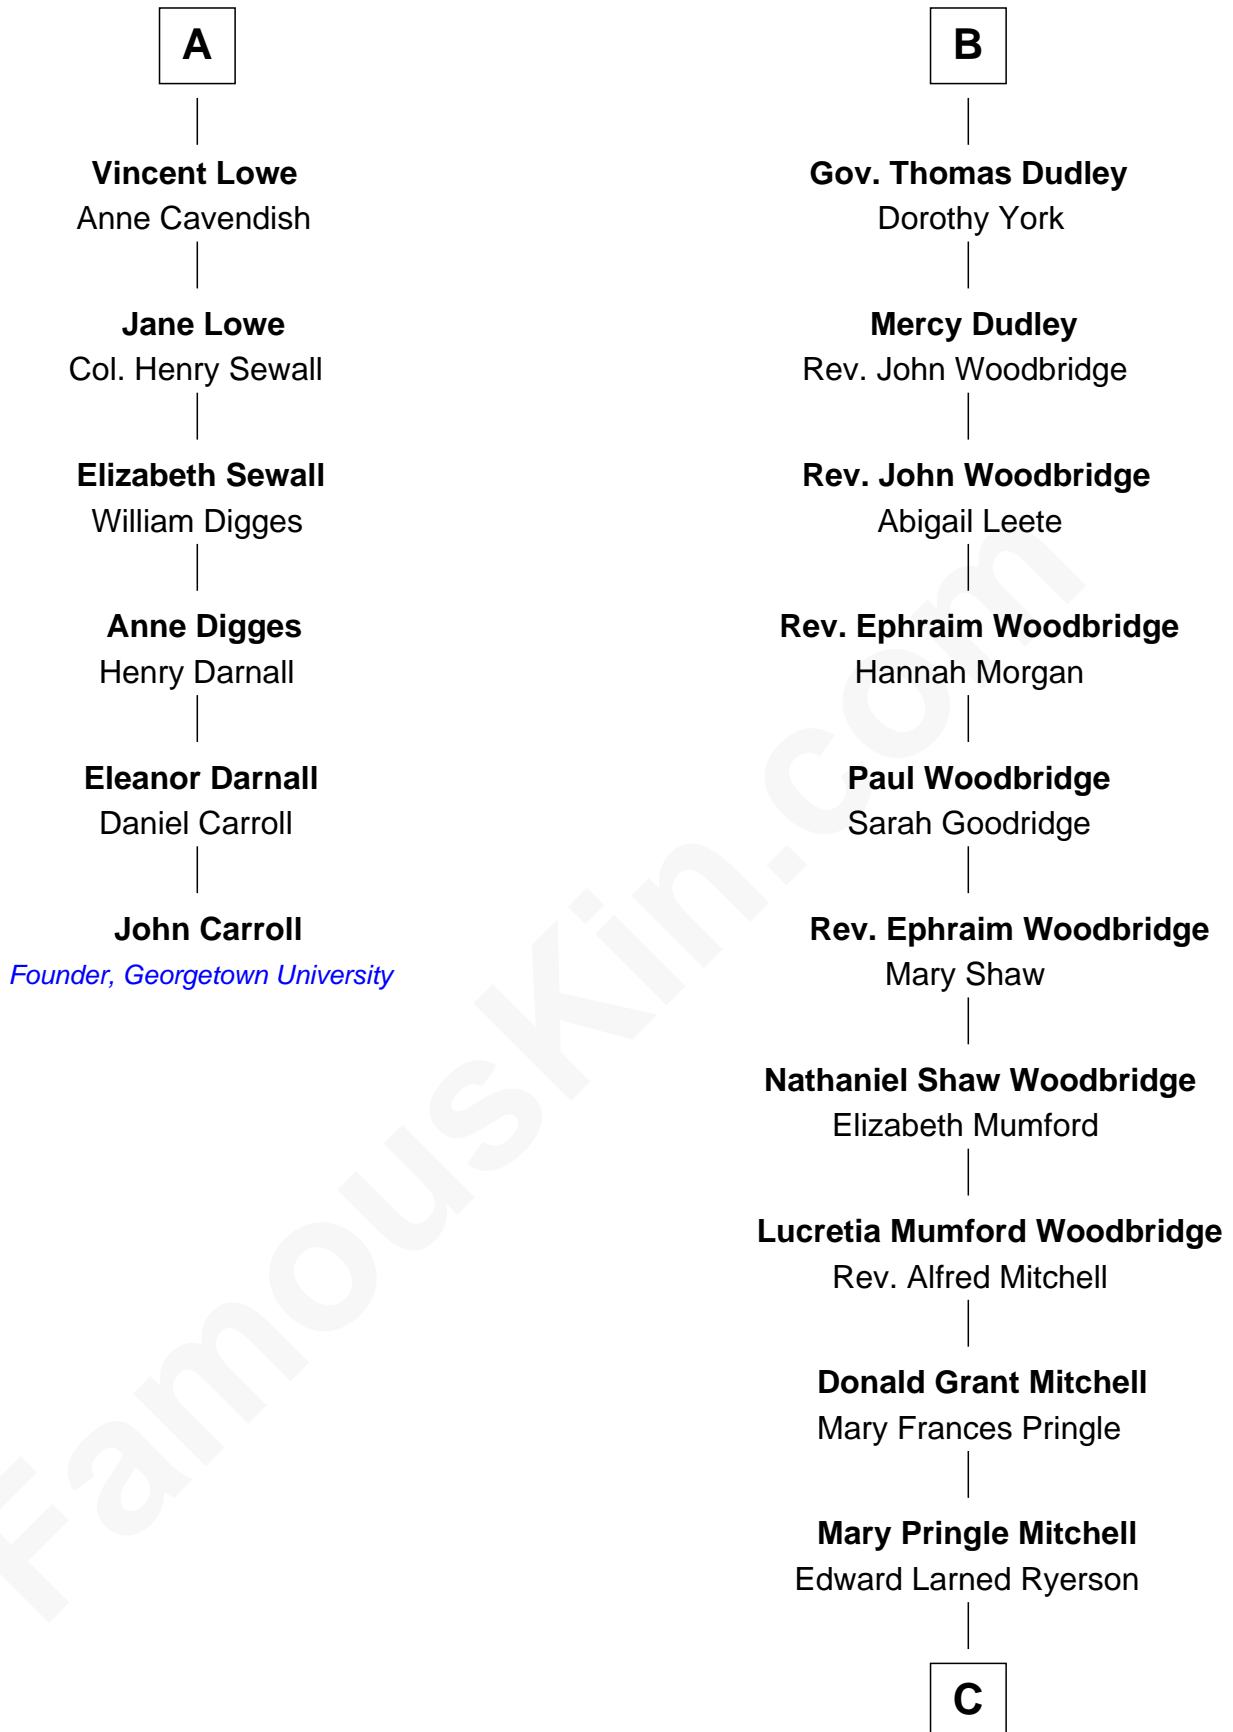 A
Vincent Lowe
Anne Cavendish
Jane Lowe
Col. Henry Sewall
Elizabeth Sewall
William Digges
Anne Digges
Henry Darnall
Eleanor Darnall
Daniel Carroll
John Carroll
Founder, Georgetown University
B
Gov. Thomas Dudley
Dorothy York
Mercy Dudley
Rev. John Woodbridge
Rev. John Woodbridge
Abigail Leete
Rev. Ephraim Woodbridge
Hannah Morgan
Paul Woodbridge
Sarah Goodridge
Rev. Ephraim Woodbridge
Mary Shaw
Nathaniel Shaw Woodbridge
Elizabeth Mumford
Lucretia Mumford Woodbridge
Rev. Alfred Mitchell
Donald Grant Mitchell
Mary Frances Pringle
Mary Pringle Mitchell
Edward Larned Ryerson
C
FamousKin.com